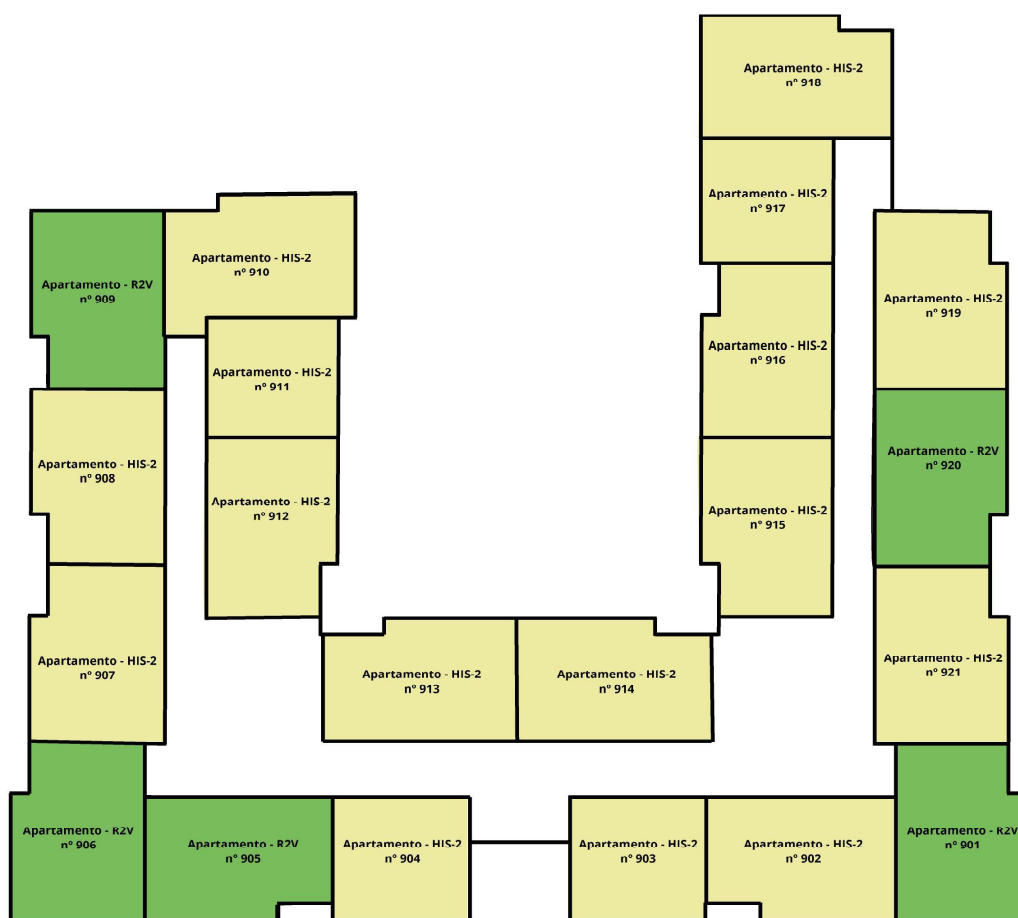 Apartamento - HIS-2
nº 918
Apartamento - HIS-2
nº 917
Apartamento - HIS-2
nº 910
Apartamento - R2V
nº 909
Apartamento - HIS-2
nº 919
Apartamento - HIS-2
nº 916
Apartamento - HIS-2
nº 911
Apartamento - R2V
nº 920
Apartamento - HIS-2
nº 908
Apartamento - HIS-2
nº 912
Apartamento - HIS-2
nº 915
Apartamento - HIS-2
nº 921
Apartamento - HIS-2
nº 907
Apartamento - HIS-2
nº 913
Apartamento - HIS-2
nº 914
Apartamento - R2V
nº 906
Apartamento - R2V
nº 905
Apartamento - HIS-2
nº 904
Apartamento - HIS-2
nº 903
Apartamento - HIS-2
nº 902
Apartamento - R2V
nº 901